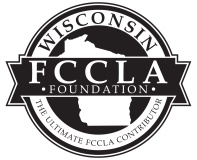 WISCONSIN
FCCLA
• FOUNDATION •
THE ULTIMATE FCCLA CONTRIBUTOR